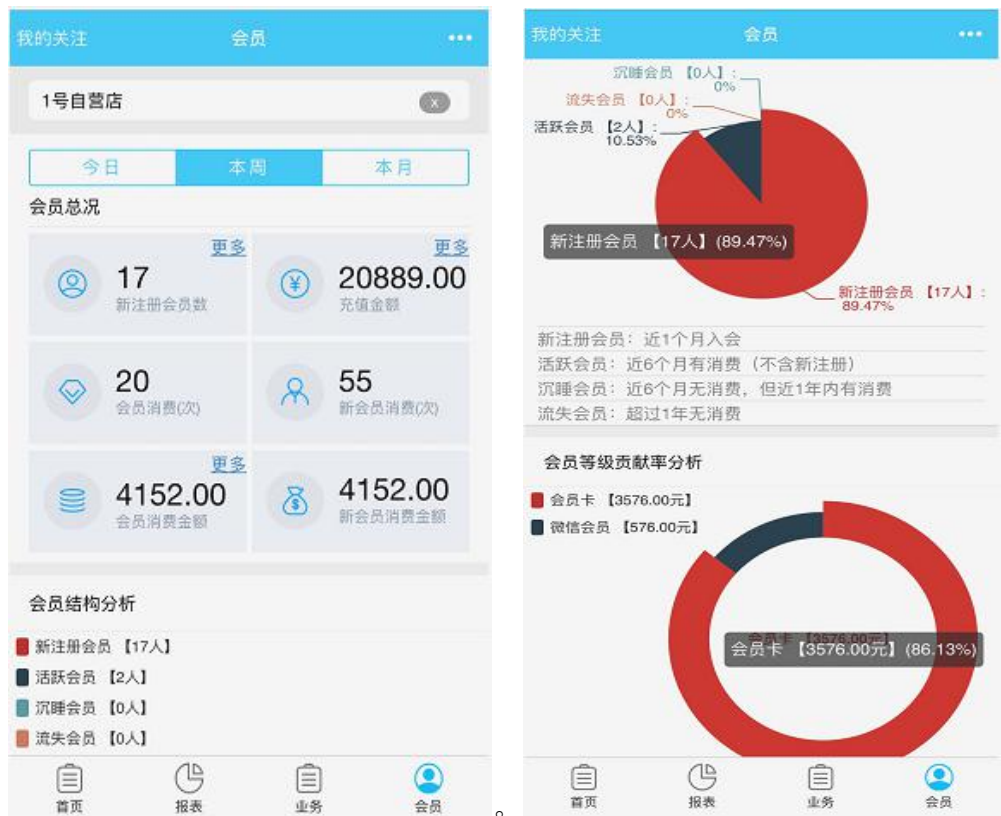 我的关注 会员 •••
1号自营店 x
今日 本周 本月
会员总况
更多 更多
17 20889.00
新注册会员数 充值金额
20 55
会员消费(次) 新会员消费(次)
更多
4152.00 4152.00
会员消费金额 新会员消费金额
会员结构分析
新注册会员 【17人】
活跃会员 【2人】
沉睡会员 【0人】
流失会员 【0人】
首页 报表 业务 会员
。
我的关注 会员 •••
沉睡会员 【0人】:
0%
流失会员 【0人】:
0%
活跃会员 【2人】:
10.53%
新注册会员 【17人】(89.47%)
新注册会员 【17人】:
89.47%
新注册会员:近1个月入会
活跃会员:近6个月有消费(不含新注册)
沉睡会员:近6个月无消费,但近1年内有消费
流失会员:超过1年无消费
会员等级贡献率分析
会员卡 【3576.00元】
微信会员 【576.00元】
会员卡 【3576.00元】
会员卡 【3576.00元】(86.13%)
首页 报表 业务 会员